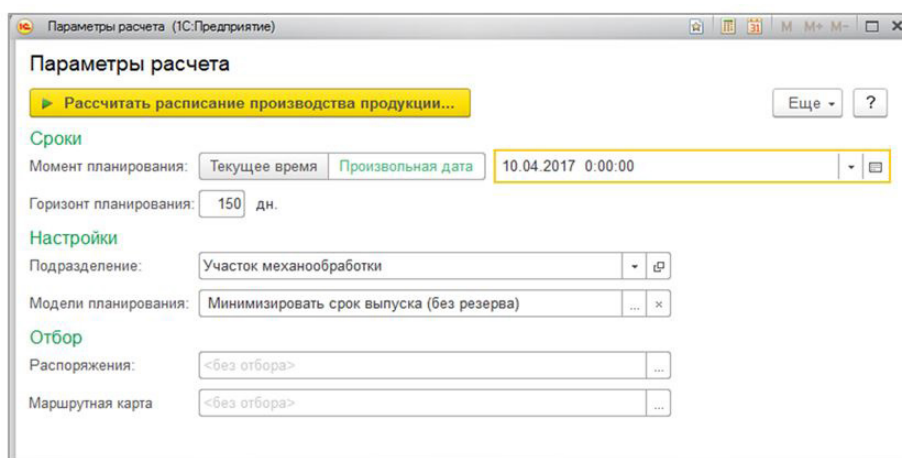 Параметры расчета (1С:Предприятие)
31 M M+ M-
Параметры расчета
Рассчитать расписание производства продукции...
Еще ?
Сроки
Момент планирования: Текущее время Произвольная дата 10.04.2017 0:00:00
Горизонт планирования: 150 дн.
Настройки
Подразделение: Участок механообработки
Модели планирования: Минимизировать срок выпуска (без резерва) ... ×
Отбор
Распоряжения: <без отбора> ...
Маршрутная карта <без отбора> ...